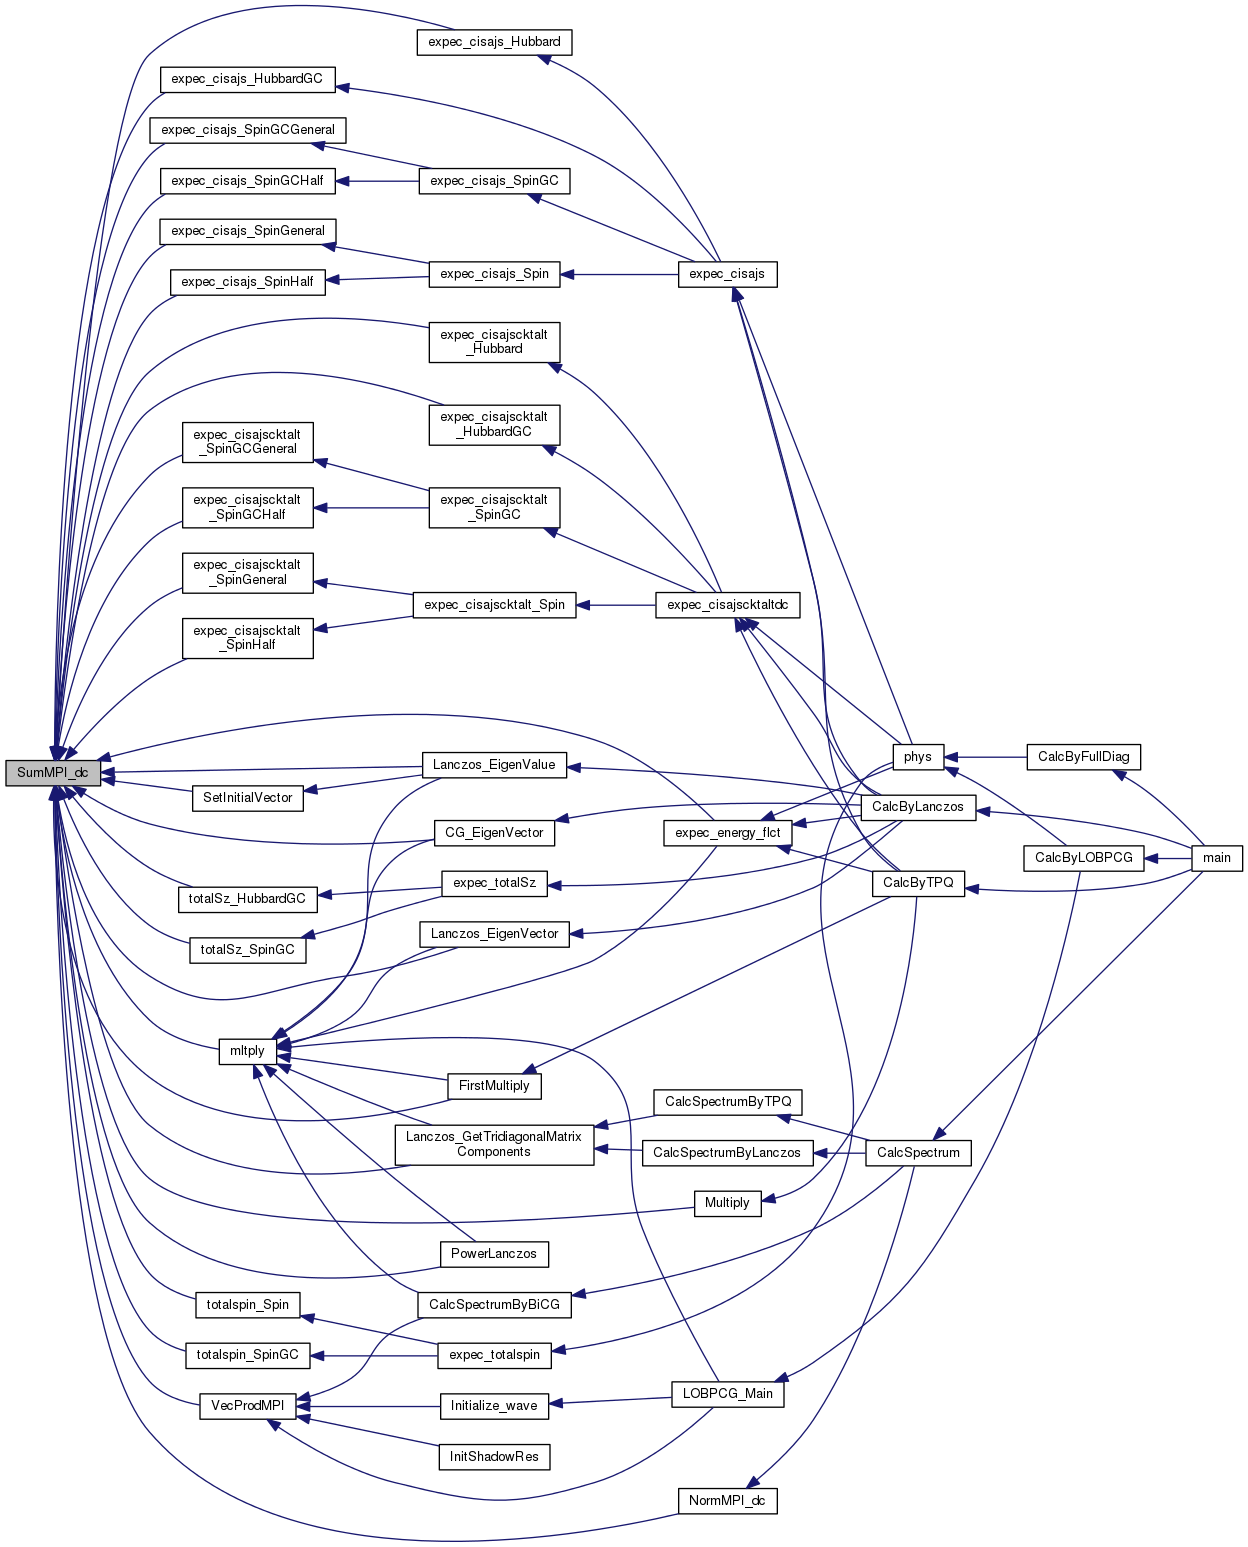 expec_cisajs_Hubbard
expec_cisajs_HubbardGC
expec_cisajs_SpinGCGeneral
expec_cisajs_SpinGCHalf
expec_cisajs_SpinGC
expec_cisajs_SpinGeneral
expec_cisajs_SpinHalf
expec_cisajs_Spin
expec_cisajs
expec_cisajscktalt
_Hubbard
expec_cisajscktalt
_HubbardGC
expec_cisajscktalt
_SpinGCGeneral
expec_cisajscktalt
_SpinGCHalf
expec_cisajscktalt
_SpinGC
expec_cisajscktalt
_SpinGeneral
expec_cisajscktalt
_SpinHalf
expec_cisajscktalt_Spin
expec_cisajscktaltdc
SumMPI_dc
Lanczos_EigenValue
SetInitialVector
phys
CalcByFullDiag
CalcByLanczos
CG_EigenVector
expec_energy_flct
CalcByLOBPCG
main
totalSz_HubbardGC
expec_totalSz
CalcByTPQ
totalSz_SpinGC
Lanczos_EigenVector
mltply
FirstMultiply
CalcSpectrumByTPQ
Lanczos_GetTridiagonalMatrix
Components
CalcSpectrumByLanczos
CalcSpectrum
Multiply
PowerLanczos
totalspin_Spin
CalcSpectrumByBiCG
totalspin_SpinGC
expec_totalspin
VecProdMPI
Initialize_wave
LOBPCG_Main
InitShadowRes
NormMPI_dc